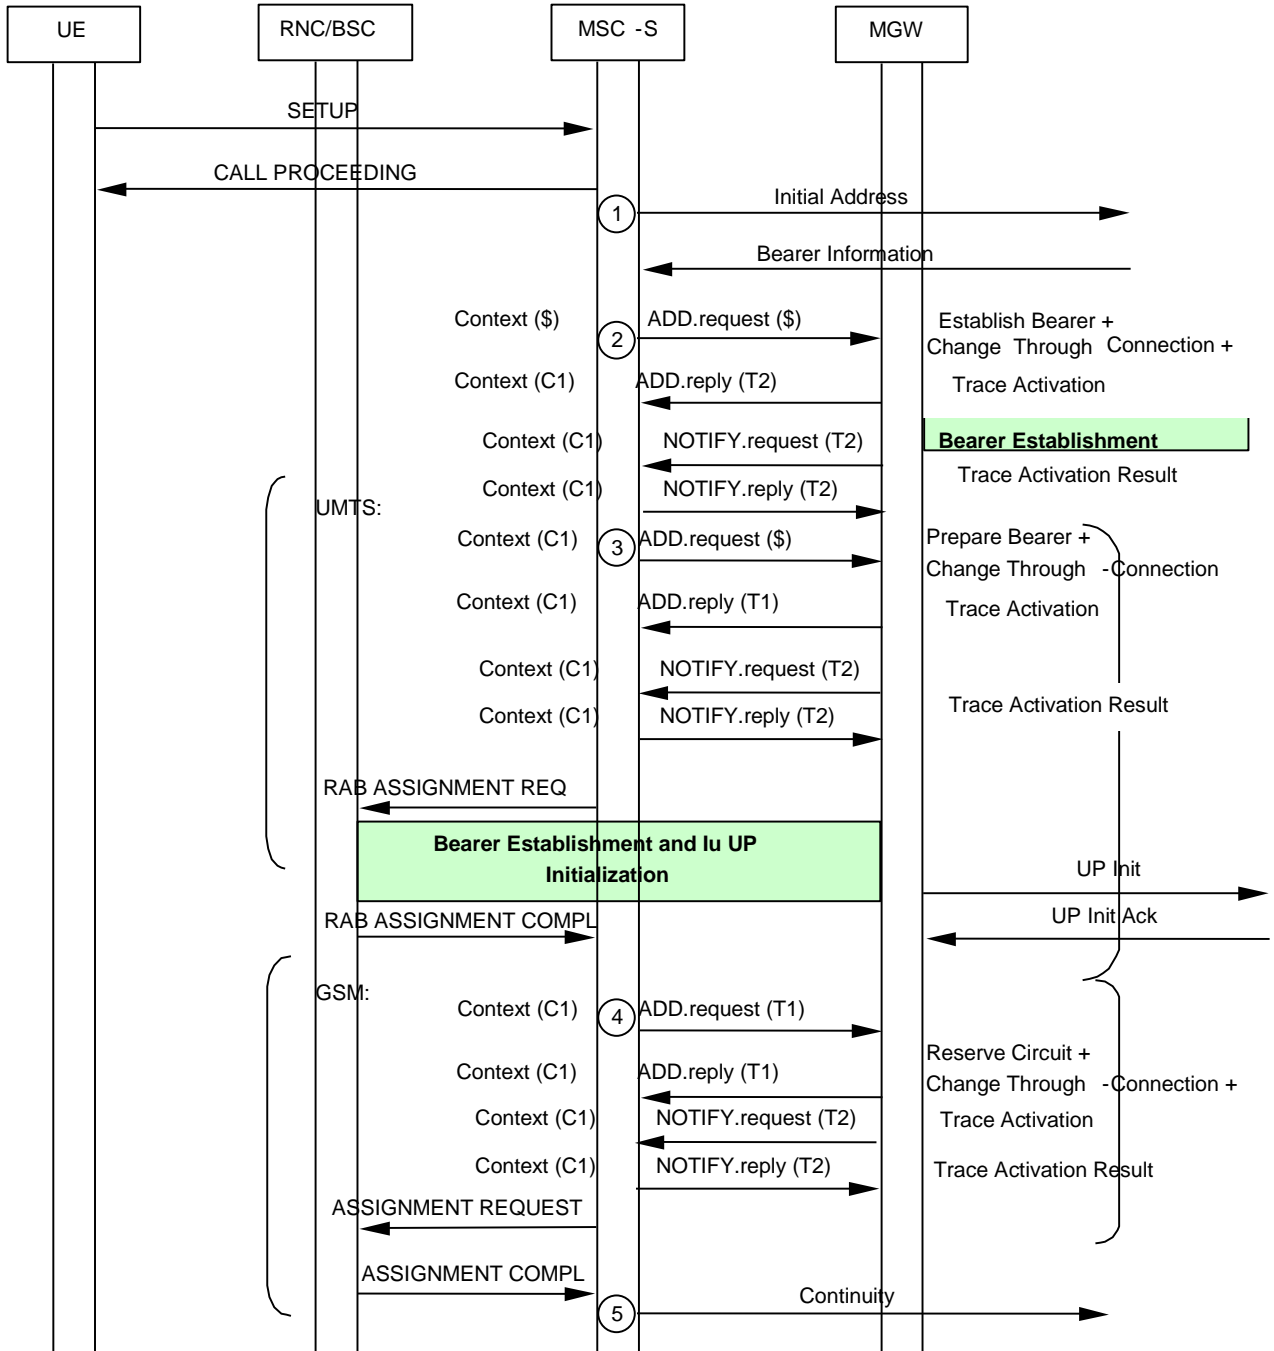 UE
RNC/BSC
MSC -S
MGW
SETUP
CALL PROCEEDING
Initial Address
1
Bearer Information
Context ($)
ADD.request ($)
2
Establish Bearer +
Change Through Connection +
Context (C1)
ADD.reply (T2)
Trace Activation
Context (C1)
NOTIFY.request (T2)
Bearer Establishment
Trace Activation Result
Context (C1)
NOTIFY.reply (T2)
UMTS:
Context (C1)
3
ADD.request ($)
Prepare Bearer +
Change Through -Connection
Context (C1)
ADD.reply (T1)
Trace Activation
Context (C1)
NOTIFY.request (T2)
Trace Activation Result
Context (C1)
NOTIFY.reply (T2)
RAB ASSIGNMENT REQ
Bearer Establishment and Iu UP
Initialization
UP Init
UP Init Ack
RAB ASSIGNMENT COMPL
GSM:
Context (C1)
4
ADD.request (T1)
Reserve Circuit +
Context (C1)
ADD.reply (T1)
Change Through -Connection +
Context (C1)
NOTIFY.request (T2)
Trace Activation
Context (C1)
NOTIFY.reply (T2)
Trace Activation Result
ASSIGNMENT REQUEST
ASSIGNMENT COMPL
Continuity
5